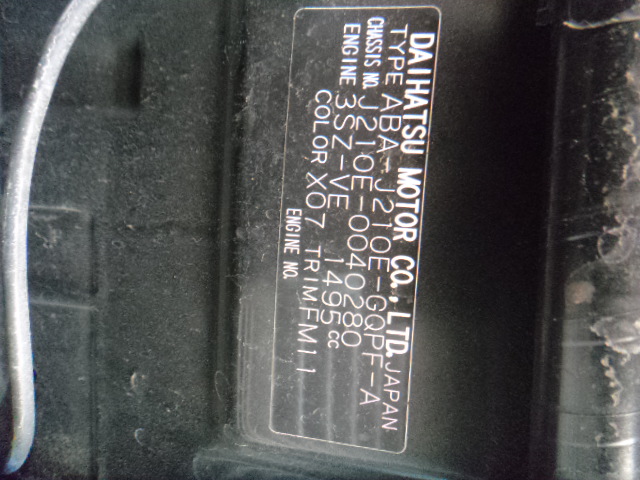 DAIHATSU MOTOR CO., LTD. JAPAN
TYPE ABA-J210E-GQPF-A
CHASSIS NO. J210E-0040280
ENGINE 3SZ-VE 1495cc
COLOR X07 TRIM FM11
ENGINE NO.